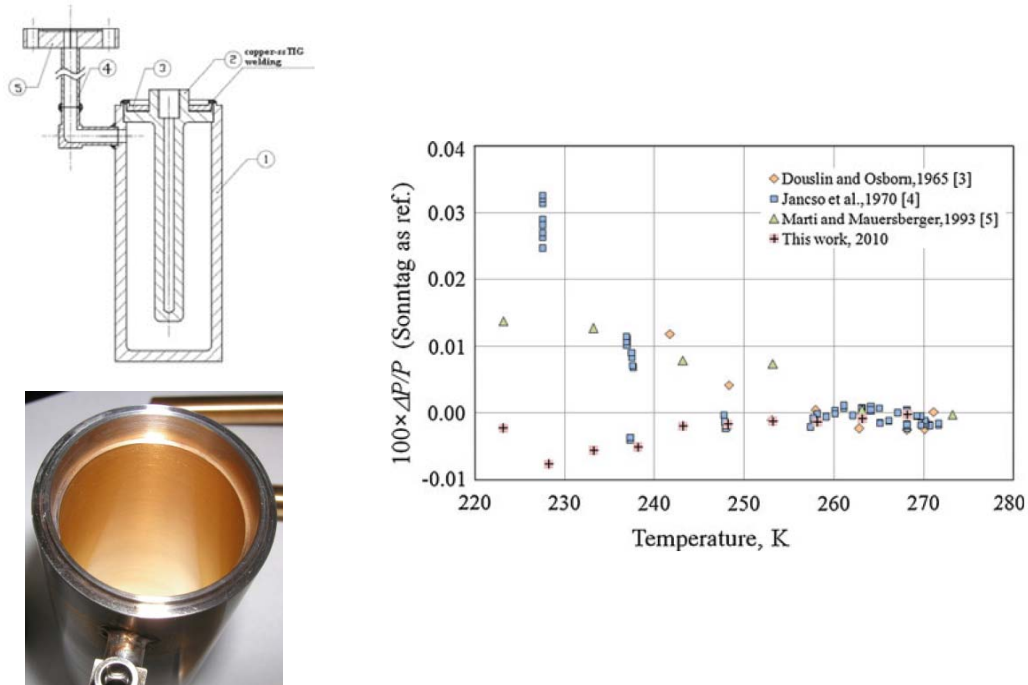 copper-ss TIG
welding
2
3
4
5
1
0.04
0.03
0.02
0.01
0.00
-0.01
100× ΔP/P (Sonntag as ref.)
Douslin and Osborn,1965 [3]
Jancso et al.,1970 [4]
Marti and Mauersberger,1993 [5]
This work, 2010
220 230 240 250 260 270 280
Temperature, K